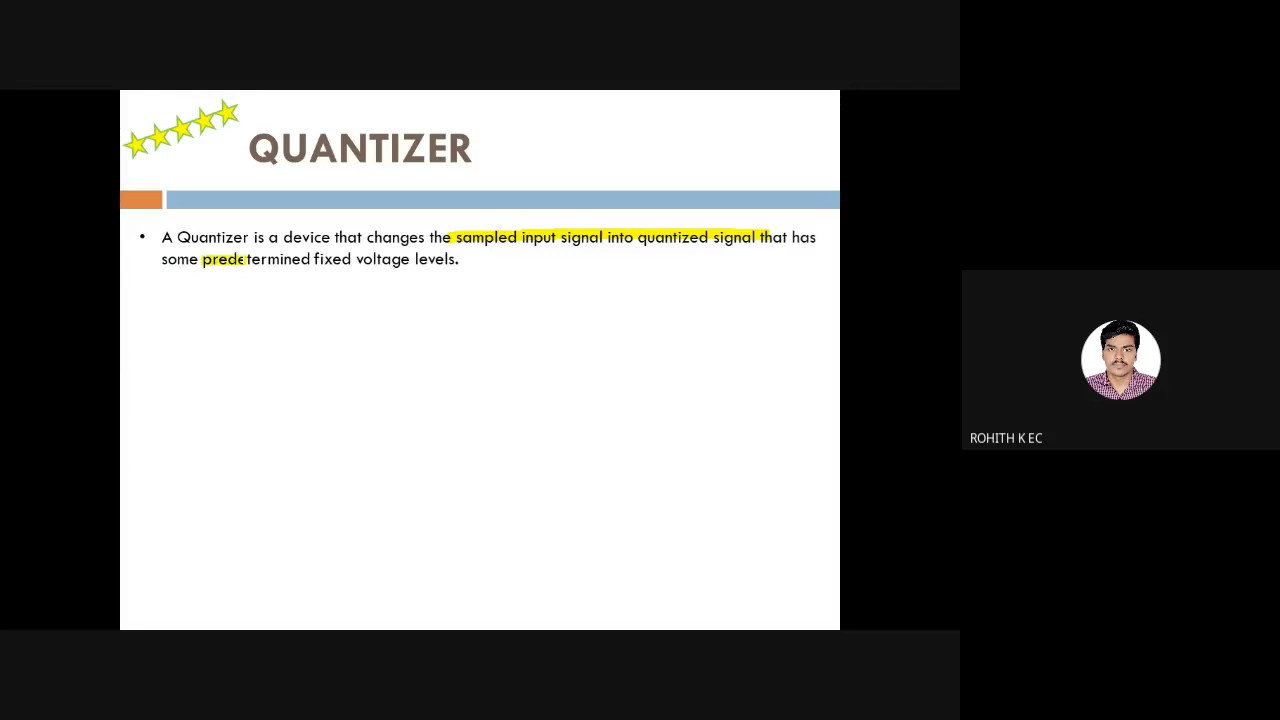 QUANTIZER
• A Quantizer is a device that changes the sampled input signal into quantized signal that has
some predetermined fixed voltage levels.
ROHITH K EC